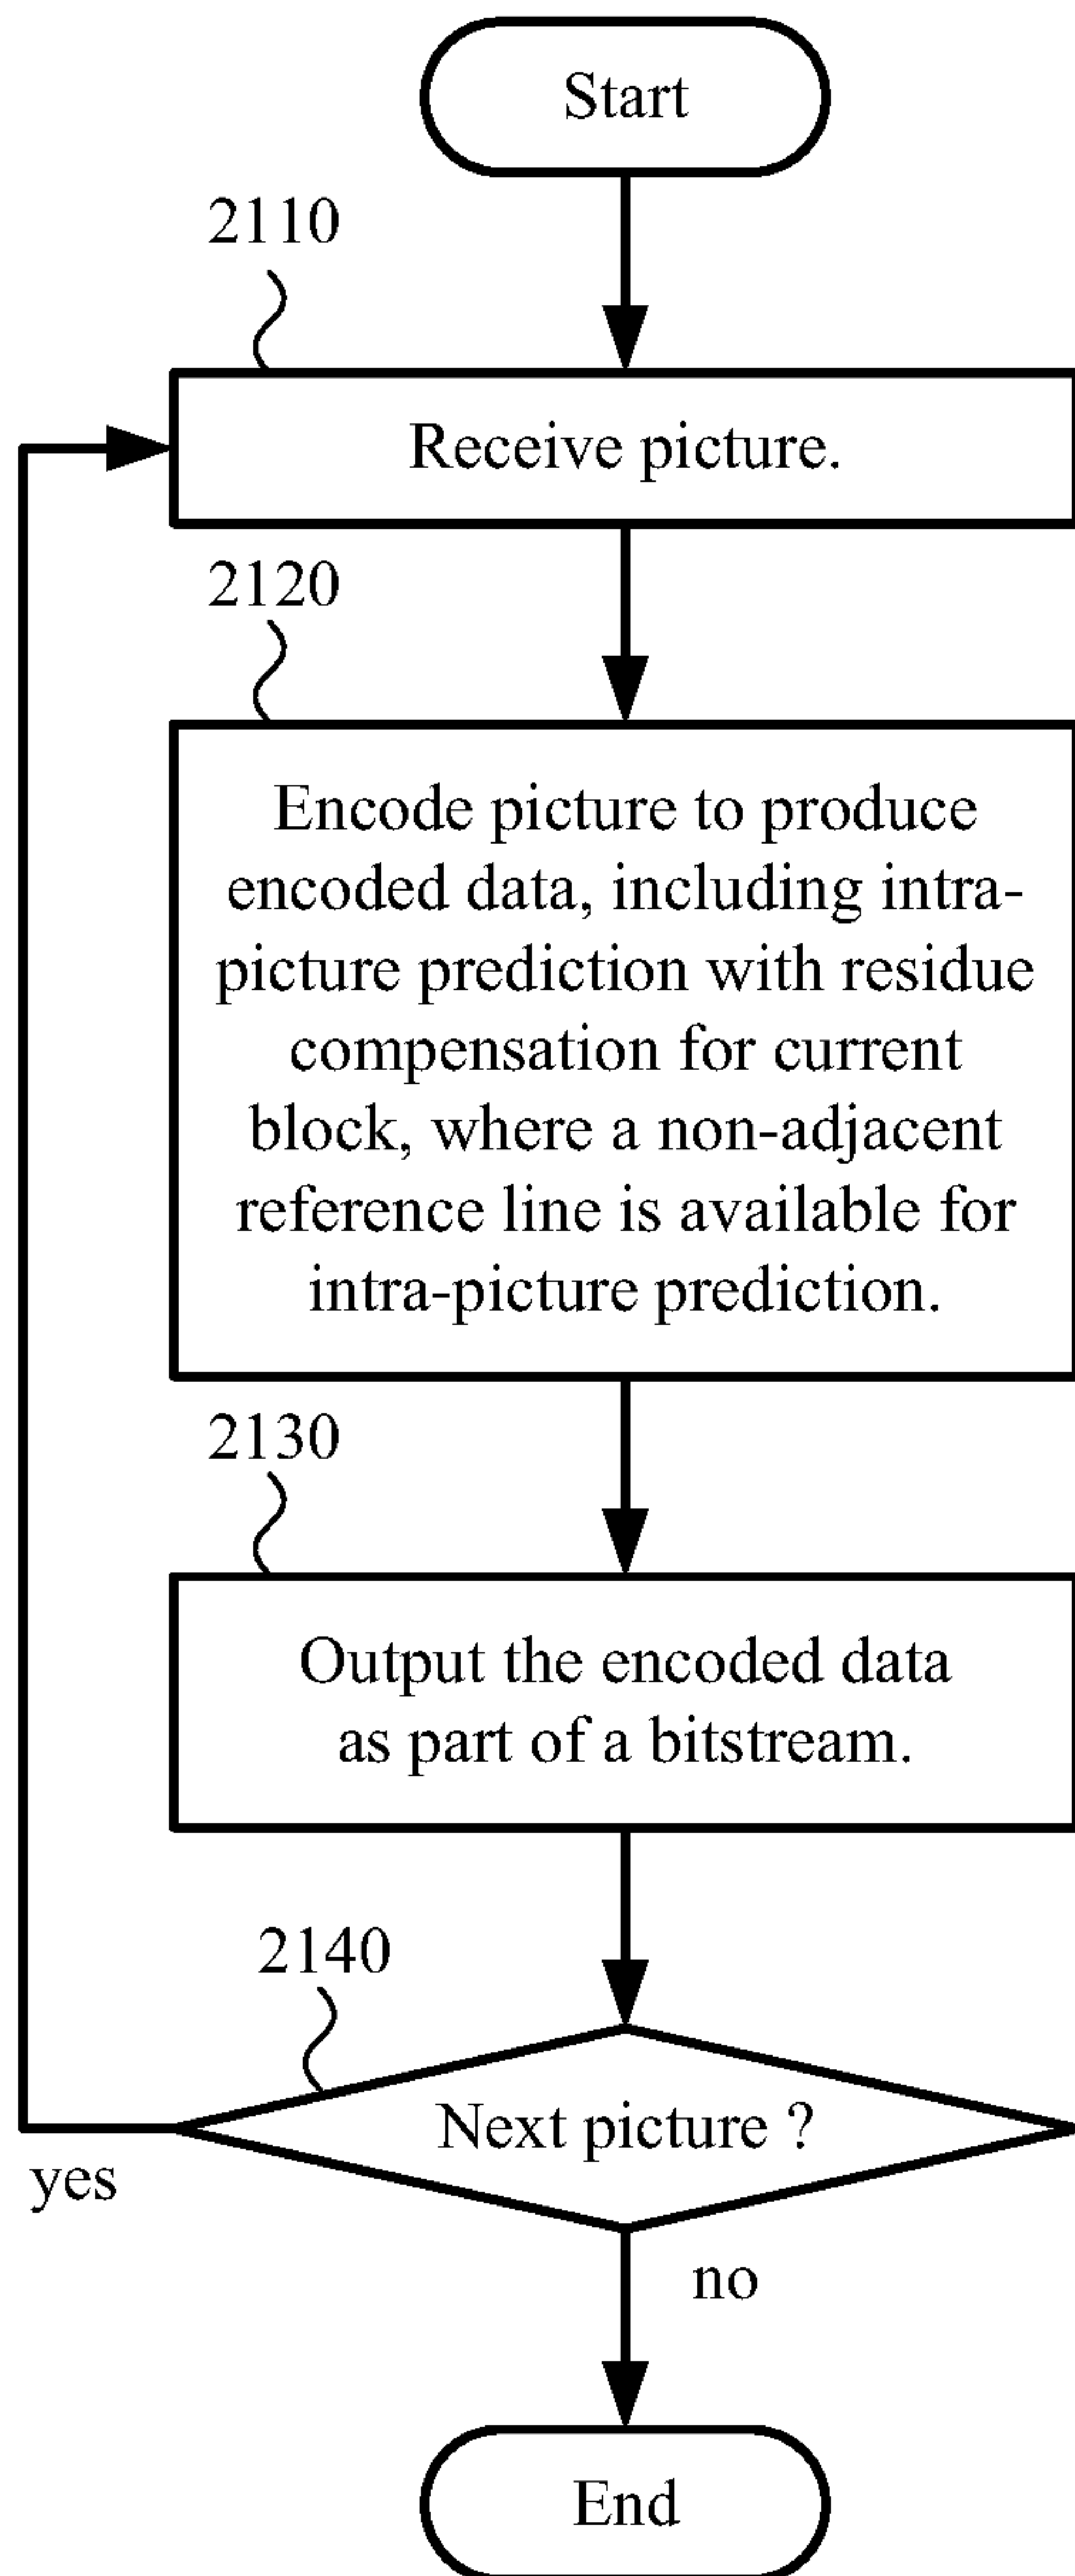 Start
2110
Receive picture.
2120
Encode picture to produce
encoded data, including intra-
picture prediction with residue
compensation for current
block, where a non-adjacent
reference line is available for
intra-picture prediction.
2130
Output the encoded data
as part of a bitstream.
2140
Next picture ?
yes
no
End